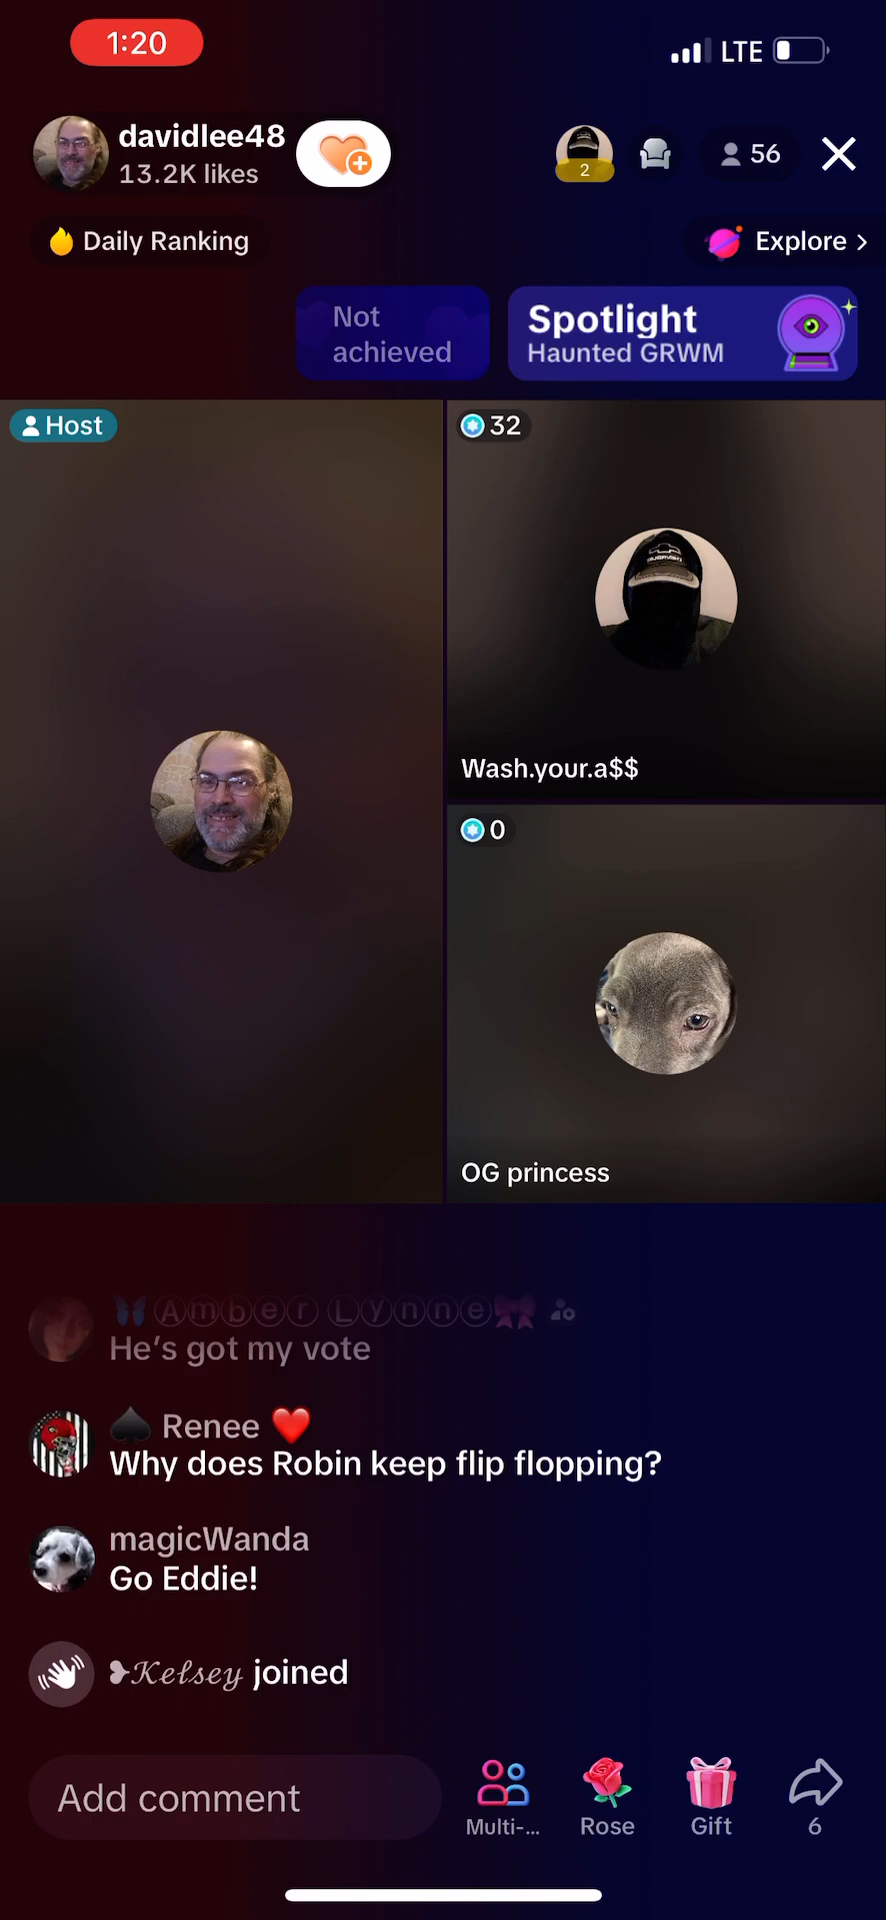 1:20
LTE
davidlee48
13.2K likes
2
56
Daily Ranking
Explore >
Not
achieved
Spotlight
Haunted GRWM
Host
32
Wash.your.a$$
0
OG princess
🦋Ⓐⓜⓑⓔⓡ Ⓛⓨⓝⓝⓔ🎀
He's got my vote
♠️ Renee ❤️
Why does Robin keep flip flopping?
magicWanda
Go Eddie!
❥𝒦𝑒𝓁𝓈𝑒𝓎 joined
Add comment
Multi-...
Rose
Gift
6